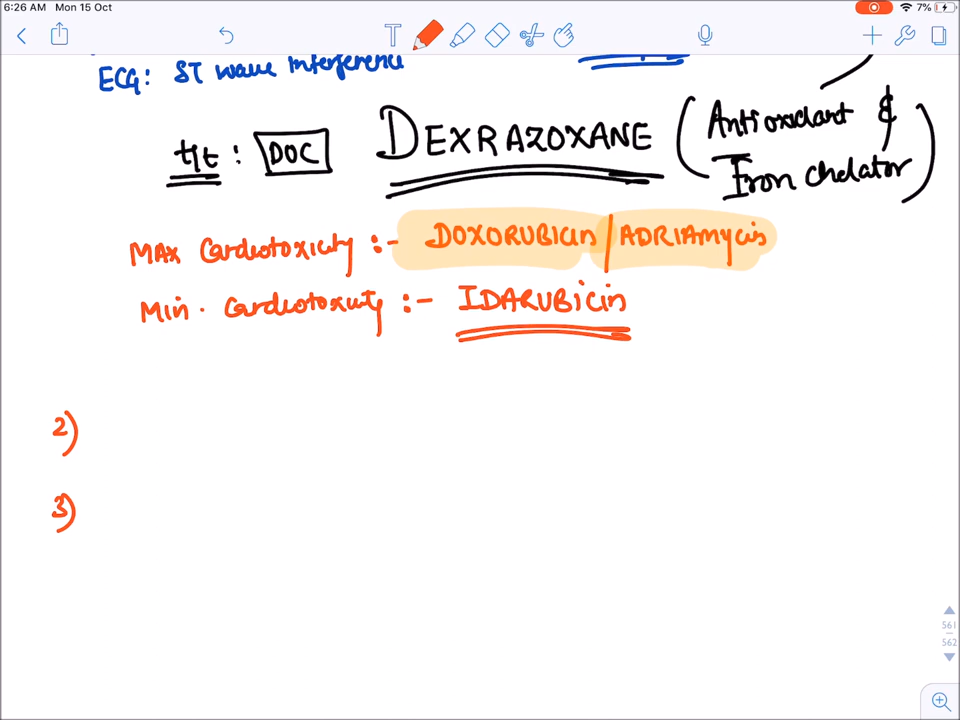 6:26 AM Mon 15 Oct 7%
T
ECG: ST wave interference
t/t : DOC DEXRAZOXANE (Antioxidant &
Iron chelator)
MAX Cardiotoxicity :- DOXORUBICIN | ADRIAMYCIN
Min. Cardiotoxicity :- IDARUBICIN
2)
3)
561
562